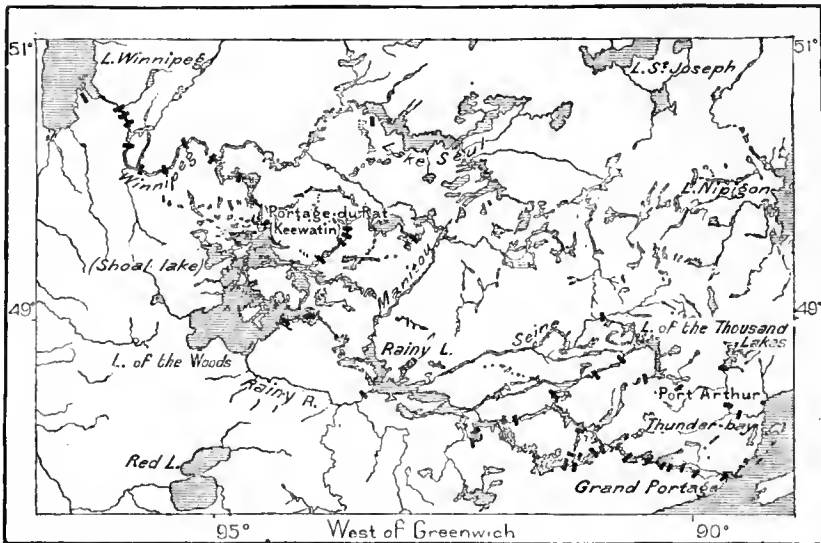 51°
51°
L. Winnipeg
L. St. Joseph
Lake Seul
Winnipeg
L. Nipigon
Portage-du-Rat
(Keewatin)
Manitou
(Shoal lake)
49°
49°
Seine
L. of the Thousand
Lakes
Rainy L.
L. of the Woods
Rainy R.
Port Arthur
Thunder-bay
Red L.
Grand Portage
95°
West of Greenwich
90°